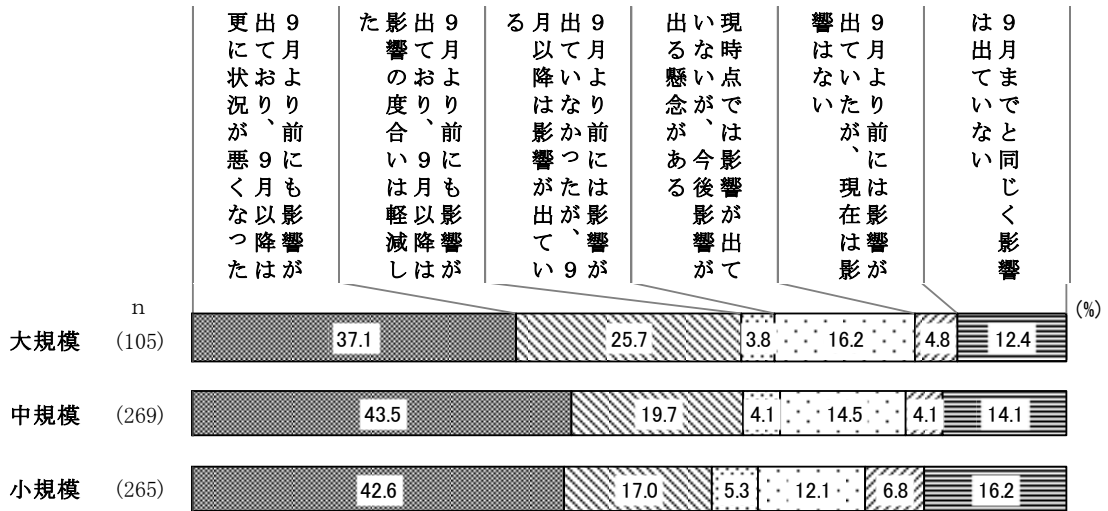 ９月より前にも影響が
出ており、９月以降は
更に状況が悪くなった
９月より前にも影響が
出ており、９月以降は
影響の度合いは軽減し
た
９月より前には影響が
出ていなかったが、９
月以降は影響が出てい
る
現時点では影響が出て
いないが、今後影響が
出る懸念がある
９月より前には影響が
出ていたが、現在は影
響はない
９月までと同じく影響
は出ていない
n
(%)
大規模 (105) 37.1 25.7 3.8 16.2 4.8 12.4
中規模 (269) 43.5 19.7 4.1 14.5 4.1 14.1
小規模 (265) 42.6 17.0 5.3 12.1 6.8 16.2